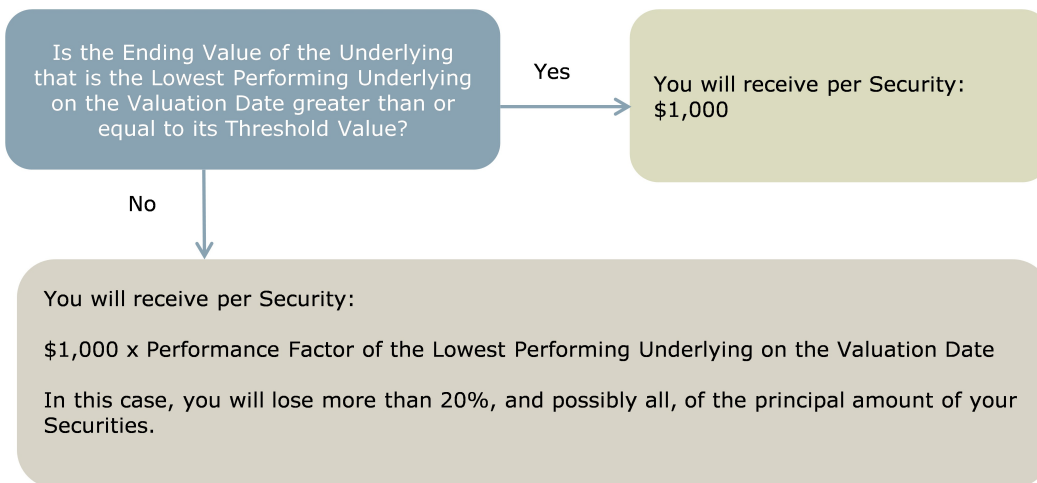 Is the Ending Value of the Underlying
that is the Lowest Performing Underlying
on the Valuation Date greater than or
equal to its Threshold Value?
Yes
You will receive per Security:
$1,000
No
You will receive per Security:
$1,000 x Performance Factor of the Lowest Performing Underlying on the Valuation Date
In this case, you will lose more than 20%, and possibly all, of the principal amount of your
Securities.